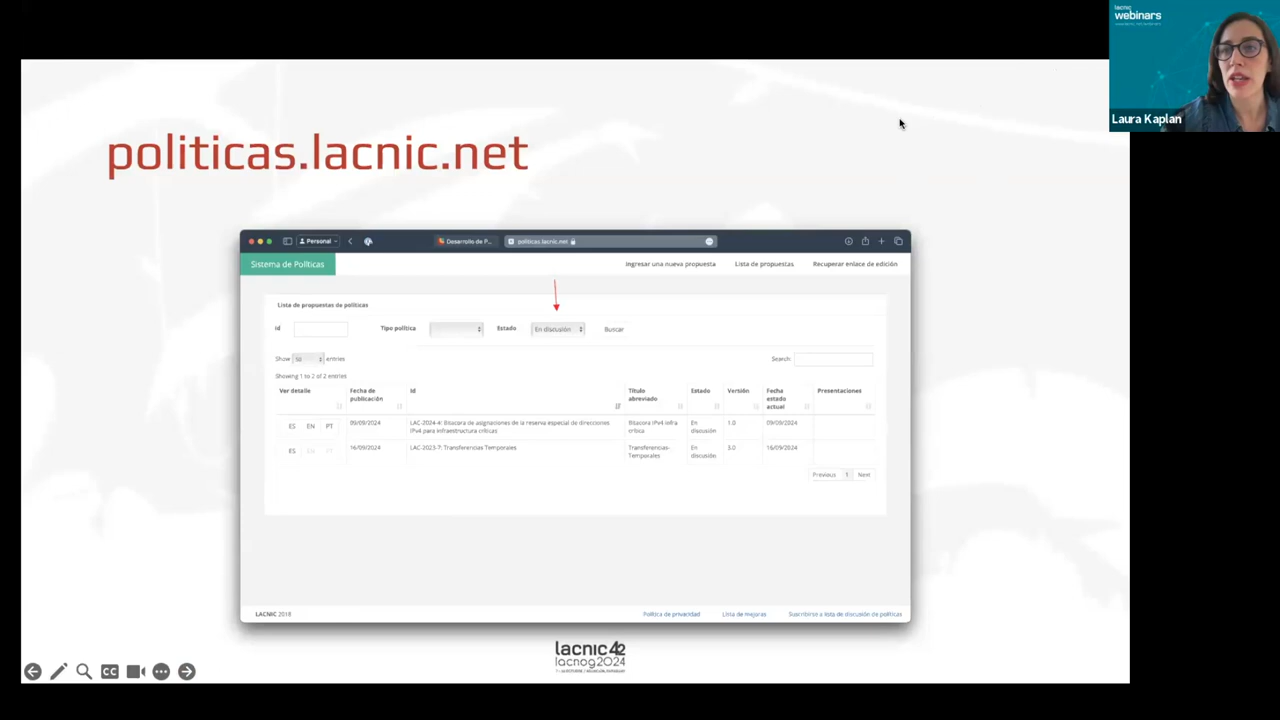 lacnic
webinars
Laura Kaplan
politicas.lacnic.net
Personal
Desarrollo de P...
politicas.lacnic.net
Sistema de Políticas
Ingresar una nueva propuesta
Lista de propuestas
Recuperar enlace de edición
Lista de propuestas de políticas
Id
Tipo política
Estado
En discusión
Buscar
Show 50 entries
Search:
Showing 1 to 2 of 2 entries
Ver detalle
Fecha de publicación
Id
Título abreviado
Estado
Versión
Fecha estado actual
Presentaciones
ES EN PT
09/09/2024
LAC-2024-4: Bitacora de asignaciones de la reserva especial de direcciones
IPv4 para infraestructura críticas
Bitacora IPv4 infra
crítica
En
discusión
1.0
09/09/2024
ES EN PT
16/09/2024
LAC-2023-7: Transferencias Temporales
Transferencias-
Temporales
En
discusión
3.0
16/09/2024
Previous 1 Next
LACNIC 2018
Política de privacidad
Lista de mejoras
Suscribirse a lista de discusión de políticas
lacnic42
lacnog2024
CC